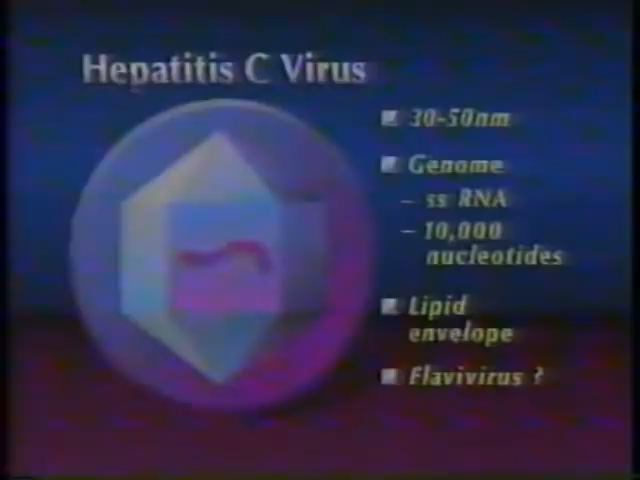 Hepatitis C Virus
30-50nm
Genome
- ss RNA
- 10,000
nucleotides
Lipid
envelope
Flavivirus ?